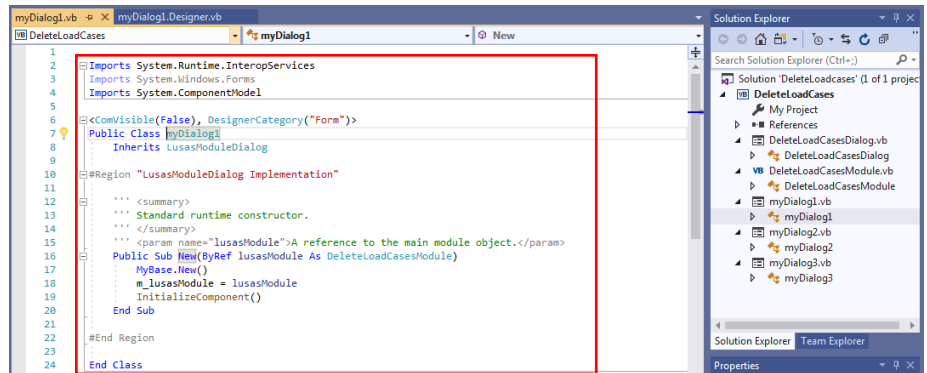 myDialog1.vb
myDialog1.Designer.vb
VB DeleteLoadCases
myDialog1
New
1
2 Imports System.Runtime.InteropServices
3 Imports System.Windows.Forms
4 Imports System.ComponentModel
5
6 <ComVisible(False), DesignerCategory("Form")>
7 Public Class myDialog1
8 Inherits LusasModuleDialog
9
10 #Region "LusasModuleDialog Implementation"
11
12 ''' <summary>
13 ''' Standard runtime constructor.
14 ''' </summary>
15 ''' <param name="lusasModule">A reference to the main module object.</param>
16 Public Sub New(ByRef lusasModule As DeleteLoadCasesModule)
17 MyBase.New()
18 m_lusasModule = lusasModule
19 InitializeComponent()
20 End Sub
21
22 #End Region
23
24 End Class
Solution Explorer
Search Solution Explorer (Ctrl+;)
Solution 'DeleteLoadcases' (1 of 1 projec
VB DeleteLoadCases
My Project
References
DeleteLoadCasesDialog.vb
DeleteLoadCasesDialog
VB DeleteLoadCasesModule.vb
DeleteLoadCasesModule
myDialog1.vb
myDialog1
myDialog2.vb
myDialog2
myDialog3.vb
myDialog3
Solution Explorer Team Explorer
Properties